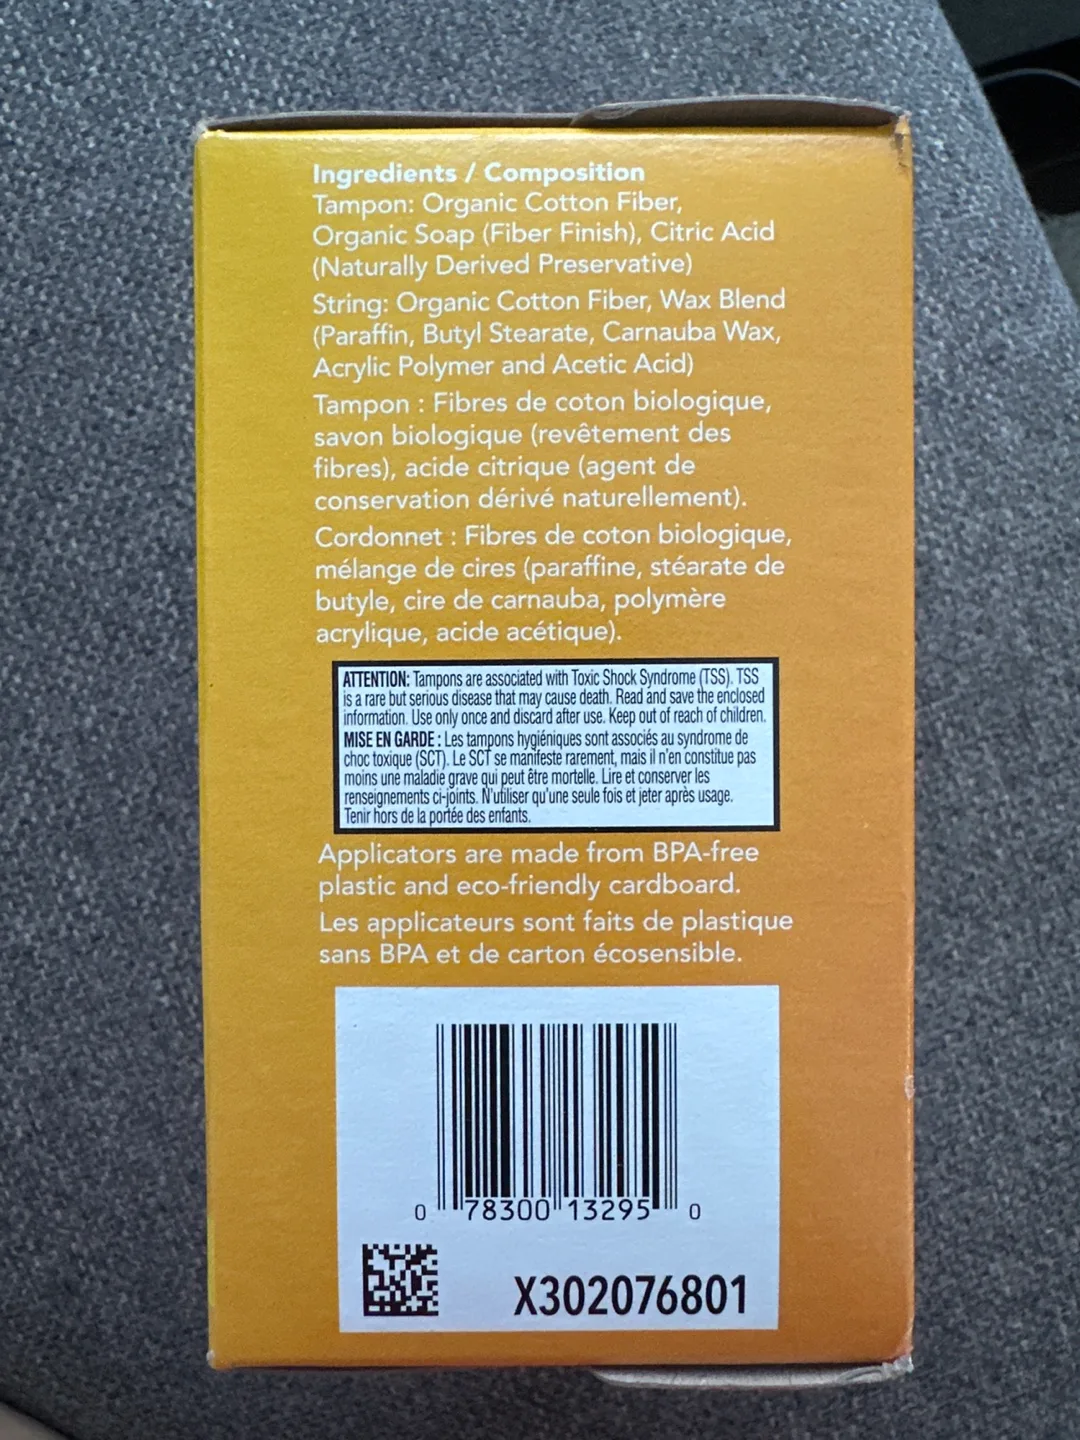 Ingredients / Composition
Tampon: Organic Cotton Fiber,
Organic Soap (Fiber Finish), Citric Acid
(Naturally Derived Preservative)
String: Organic Cotton Fiber, Wax Blend
(Paraffin, Butyl Stearate, Carnauba Wax,
Acrylic Polymer and Acetic Acid)
Tampon : Fibres de coton biologique,
savon biologique (revêtement des
fibres), acide citrique (agent de
conservation dérivé naturellement).
Cordonnet : Fibres de coton biologique,
mélange de cires (paraffine, stéarate de
butyle, cire de carnauba, polymère
acrylique, acide acétique).
ATTENTION: Tampons are associated with Toxic Shock Syndrome (TSS). TSS
is a rare but serious disease that may cause death. Read and save the enclosed
information. Use only once and discard after use. Keep out of reach of children.
MISE EN GARDE : Les tampons hygiéniques sont associés au syndrome de
choc toxique (SCT). Le SCT se manifeste rarement, mais il n'en constitue pas
moins une maladie grave qui peut être mortelle. Lire et conserver les
renseignements ci-joints. N'utiliser qu'une seule fois et jeter après usage.
Tenir hors de la portée des enfants.
Applicators are made from BPA-free
plastic and eco-friendly cardboard.
Les applicateurs sont faits de plastique
sans BPA et de carton écosensible.
0 78300 13295 0
X302076801